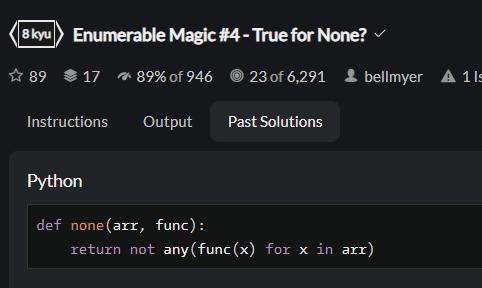 8 kyu Enumerable Magic #4 - True for None?
89 17 89% of 946 23 of 6,291 bellmyer 1 Is
Instructions Output Past Solutions
Python
def none(arr, func):
    return not any(func(x) for x in arr)